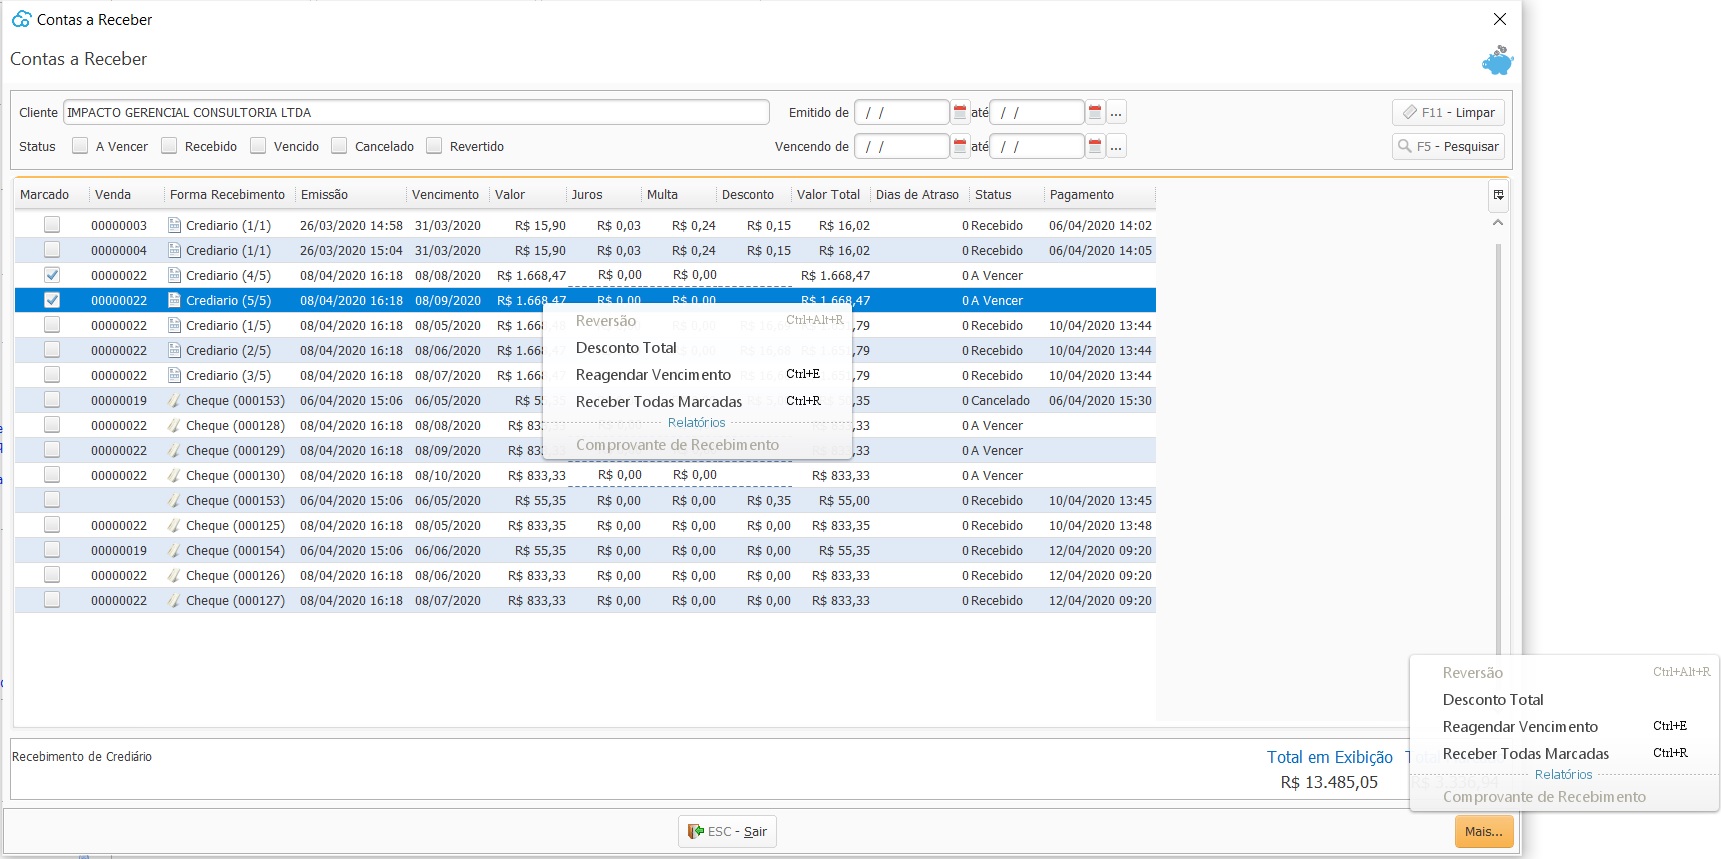 Contas a Receber
Contas a Receber
Cliente IMPACTO GERENCIAL CONSULTORIA LTDA Emitido de / / até / / ... F11 - Limpar
Status A Vencer Recebido Vencido Cancelado Revertido Vencendo de / / até / / ... F5 - Pesquisar
Marcado Venda Forma Recebimento Emissão Vencimento Valor Juros Multa Desconto Valor Total Dias de Atraso Status Pagamento
00000003 Crediario (1/1) 26/03/2020 14:58 31/03/2020 R$ 15,90 R$ 0,03 R$ 0,24 R$ 0,15 R$ 16,02 0 Recebido 06/04/2020 14:02
00000004 Crediario (1/1) 26/03/2020 15:04 31/03/2020 R$ 15,90 R$ 0,03 R$ 0,24 R$ 0,15 R$ 16,02 0 Recebido 06/04/2020 14:05
00000022 Crediario (4/5) 08/04/2020 16:18 08/08/2020 R$ 1.668,47 R$ 0,00 R$ 0,00 R$ 1.668,47 0 A Vencer
00000022 Crediario (5/5) 08/04/2020 16:18 08/09/2020 R$ 1.668,47 R$ 0,00 R$ 0,00 R$ 1.668,47 0 A Vencer
00000022 Crediario (1/5) 08/04/2020 16:18 08/05/2020 R$ 1.668 ,79 0 Recebido 10/04/2020 13:44
00000022 Crediario (2/5) 08/04/2020 16:18 08/06/2020 R$ 1.668 ,79 0 Recebido 10/04/2020 13:44
00000022 Crediario (3/5) 08/04/2020 16:18 08/07/2020 R$ 1.668 ,79 0 Recebido 10/04/2020 13:44
00000019 Cheque (000153) 06/04/2020 15:06 06/05/2020 R$ 55 ,35 0 Cancelado 06/04/2020 15:30
00000022 Cheque (000128) 08/04/2020 16:18 08/08/2020 R$ 833 ,33 0 A Vencer
00000022 Cheque (000129) 08/04/2020 16:18 08/09/2020 R$ 833 ,33 0 A Vencer
00000022 Cheque (000130) 08/04/2020 16:18 08/10/2020 R$ 833,33 R$ 0,00 R$ 0,00 R$ 833,33 0 A Vencer
Cheque (000153) 06/04/2020 15:06 06/05/2020 R$ 55,35 R$ 0,00 R$ 0,00 R$ 0,35 R$ 55,00 0 Recebido 10/04/2020 13:45
00000022 Cheque (000125) 08/04/2020 16:18 08/05/2020 R$ 833,35 R$ 0,00 R$ 0,00 R$ 0,00 R$ 833,35 0 Recebido 10/04/2020 13:48
00000019 Cheque (000154) 06/04/2020 15:06 06/06/2020 R$ 55,35 R$ 0,00 R$ 0,00 R$ 0,00 R$ 55,35 0 Recebido 12/04/2020 09:20
00000022 Cheque (000126) 08/04/2020 16:18 08/06/2020 R$ 833,33 R$ 0,00 R$ 0,00 R$ 0,00 R$ 833,33 0 Recebido 12/04/2020 09:20
00000022 Cheque (000127) 08/04/2020 16:18 08/07/2020 R$ 833,33 R$ 0,00 R$ 0,00 R$ 0,00 R$ 833,33 0 Recebido 12/04/2020 09:20
Reversão Ctrl+Alt+R
Desconto Total
Reagendar Vencimento Ctrl+E
Receber Todas Marcadas Ctrl+R
Relatórios
Comprovante de Recebimento
Reversão Ctrl+Alt+R
Desconto Total
Reagendar Vencimento Ctrl+E
Receber Todas Marcadas Ctrl+R
Relatórios
Comprovante de Recebimento
Recebimento de Crediário
Total em Exibição
R$ 13.485,05 R$ 3.336,94
ESC - Sair Mais...